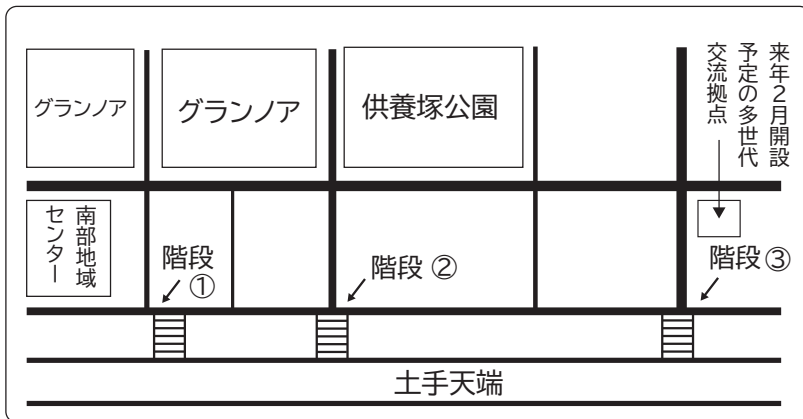 グランノア
グランノア
供養塚公園
来年2月開設
予定の多世代
交流拠点
南部地域
センター
階段
①
階段 ②
階段 ③
土手天端